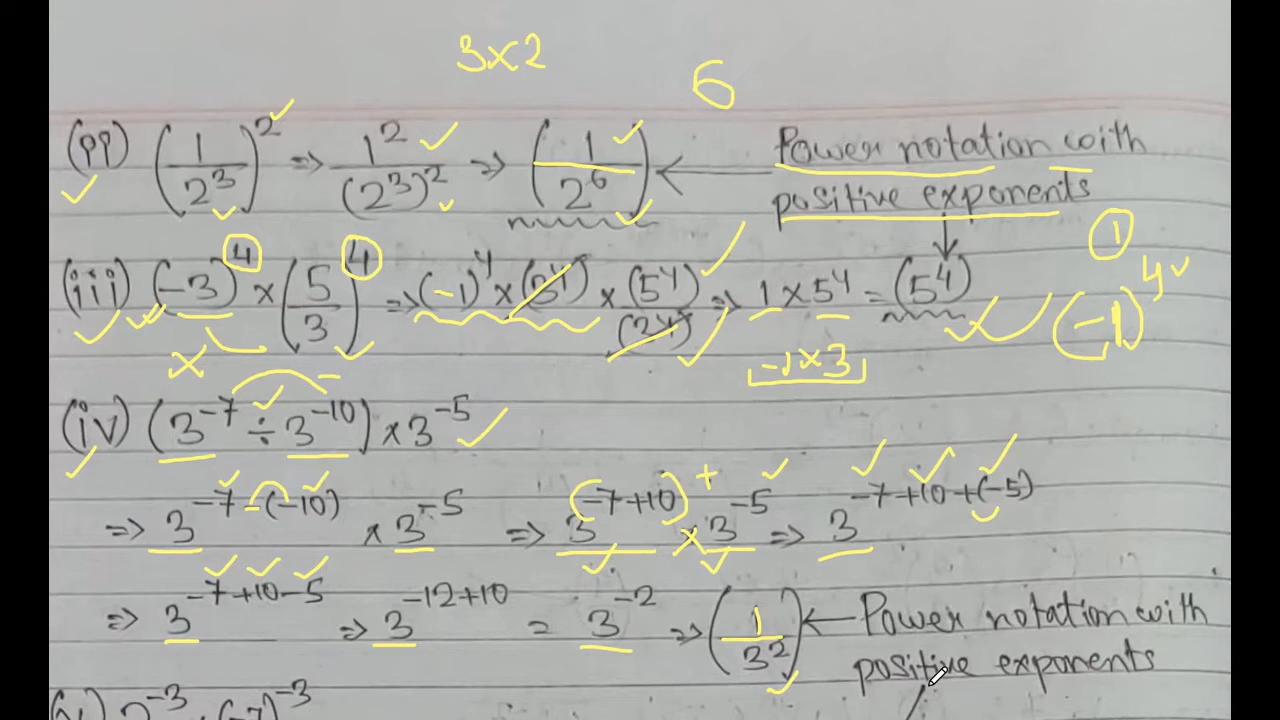 3×2 6
(ii) (1/2³)² => 1²/(2³)² => (1/2⁶) ← Power notation with
positive exponents
(iii) (-3)⁴ × (5/3)⁴ => (-1)⁴ × (3⁴) × (5⁴)/(34) => 1 × 5⁴ = (5⁴) (1) (-1)⁴
× -1×3
(iv) (3⁻⁷ ÷ 3⁻¹⁰) × 3⁻⁵
=> 3⁻⁷⁻⁽⁻¹⁰⁾ × 3⁻⁵ => 3⁽⁻⁷⁺¹⁰⁾ ⁺ × 3⁻⁵ => 3⁻⁷⁺¹⁰⁺⁽⁻⁵⁾
=> 3⁻⁷⁺¹⁰⁻⁵ => 3⁻¹²⁺¹⁰ = 3⁻² => (1/3²) ← Power notation with
positive exponents